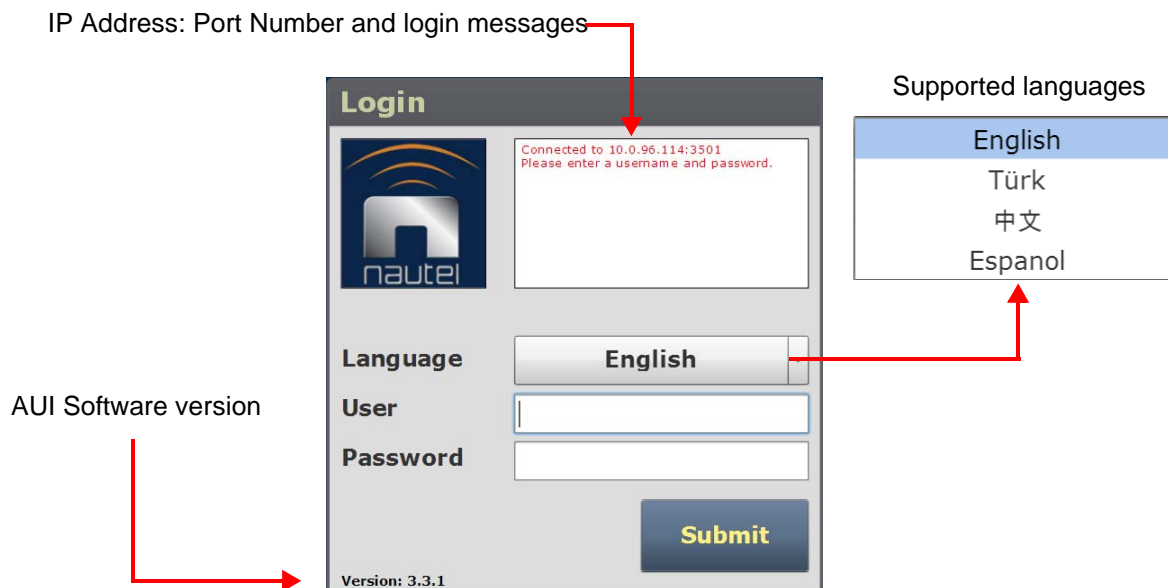 IP Address: Port Number and login messages
Supported languages
Login
Connected to 10.0.96.114:3501
Please enter a username and password.
nautel
English
Türk
中文
Espanol
Language
English
AUI Software version
User
Password
Submit
Version: 3.3.1